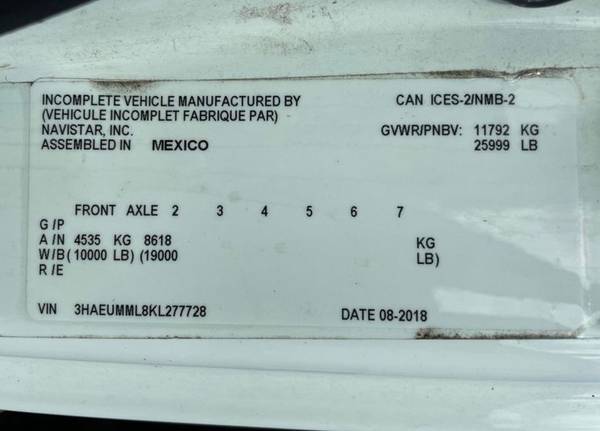 INCOMPLETE VEHICLE MANUFACTURED BY CAN ICES-2/NMB-2
(VEHICULE INCOMPLET FABRIQUE PAR)
NAVISTAR, INC. GVWR/PNBV: 11792 KG
ASSEMBLED IN MEXICO 25999 LB
FRONT AXLE 2 3 4 5 6 7
G/P
A/N 4535 KG 8618 KG
W/B (10000 LB) (19000 LB)
R/E
VIN 3HAEUMML8KL277728 DATE 08-2018